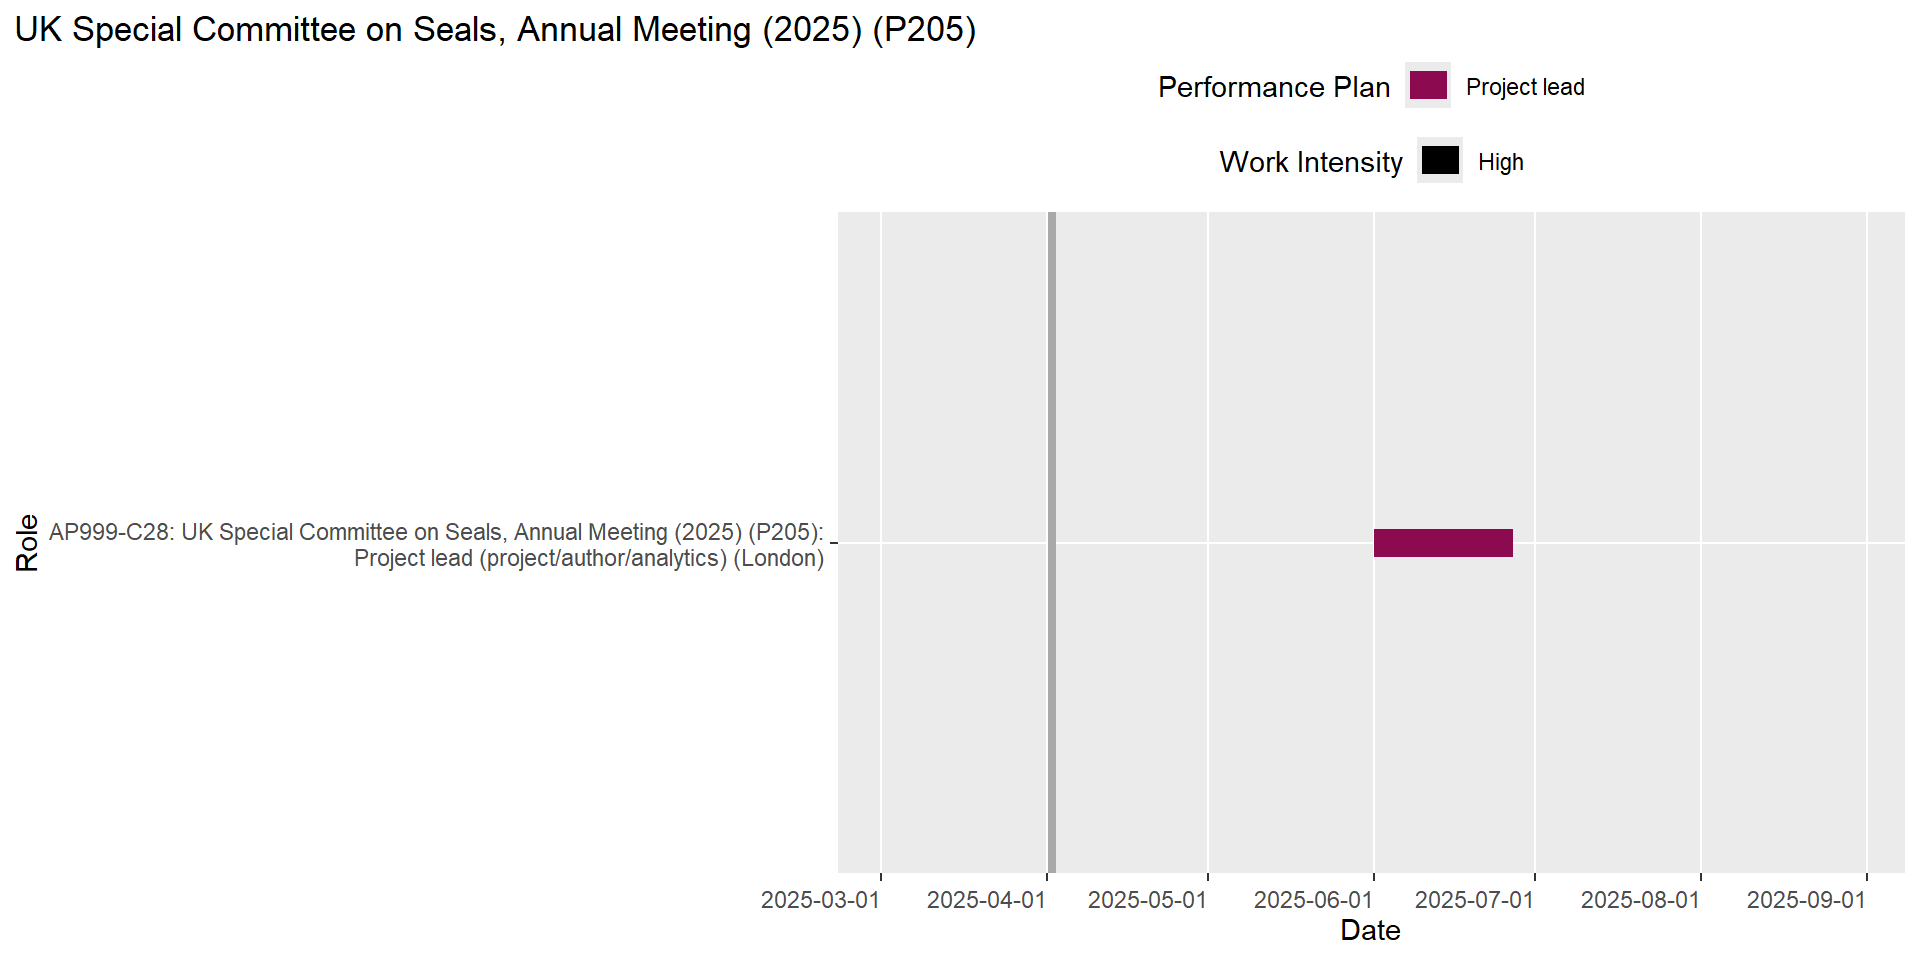 UK Special Committee on Seals, Annual Meeting (2025) (P205)
Performance Plan
Project lead
Work Intensity
High
Role
AP999-C28: UK Special Committee on Seals, Annual Meeting (2025) (P205):
Project lead (project/author/analytics) (London)
2025-03-01
2025-04-01
2025-05-01
2025-06-01
2025-07-01
2025-08-01
2025-09-01
Date